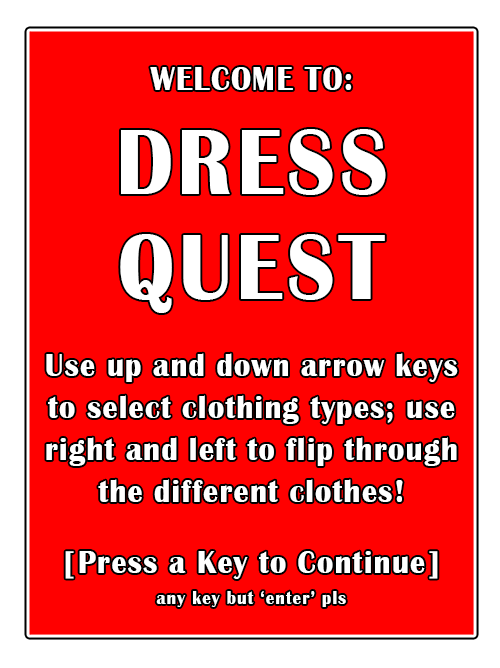 WELCOME TO:
DRESS
QUEST
Use up and down arrow keys
to select clothing types; use
right and left to flip through
the different clothes!
[Press a Key to Continue]
any key but ‘enter’ pls